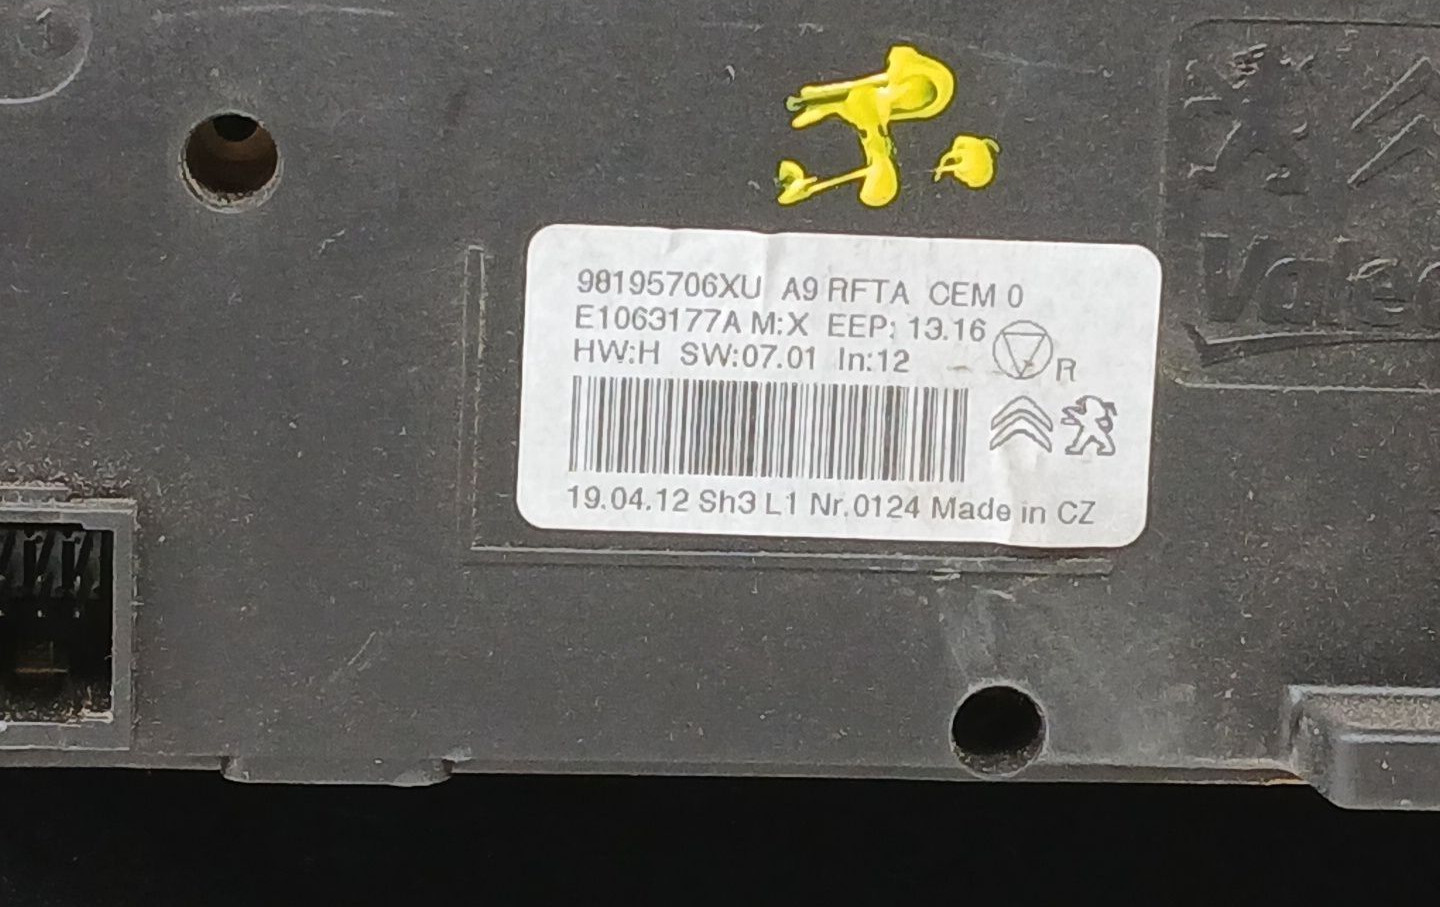 98195706XU A9 RFTA CEM 0
E1063177A M:X EEP: 13.16
HW:H SW:07.01 In:12
R
19.04.12 Sh3 L1 Nr.0124 Made in CZ
Valeo